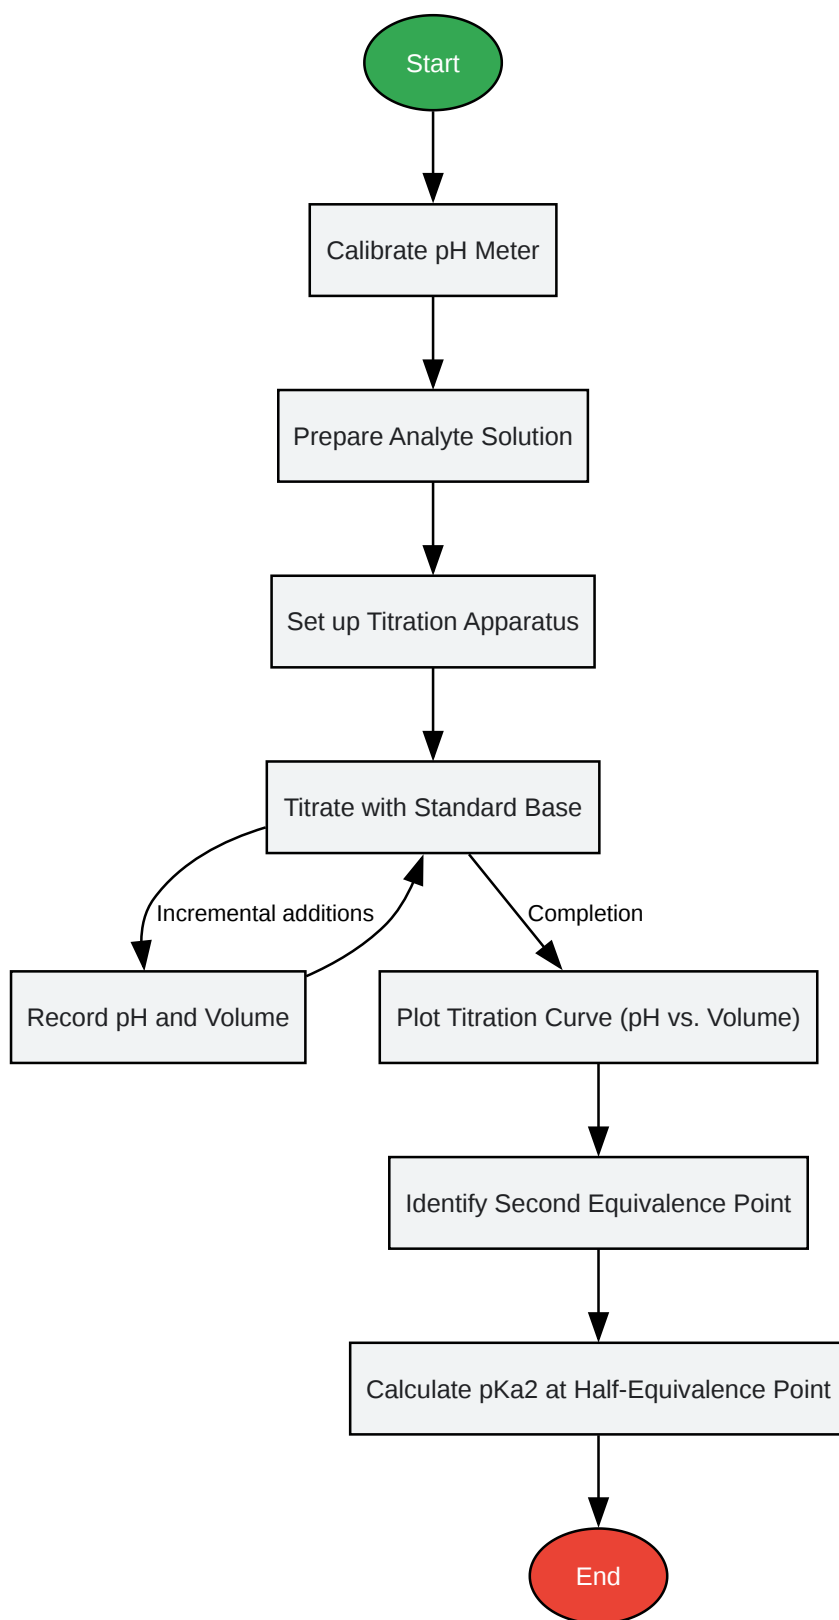 Start
Calibrate pH Meter
Prepare Analyte Solution
Set up Titration Apparatus
Titrate with Standard Base
Incremental additions
Completion
Record pH and Volume
Plot Titration Curve (pH vs. Volume)
Identify Second Equivalence Point
Calculate pKa2 at Half-Equivalence Point
End